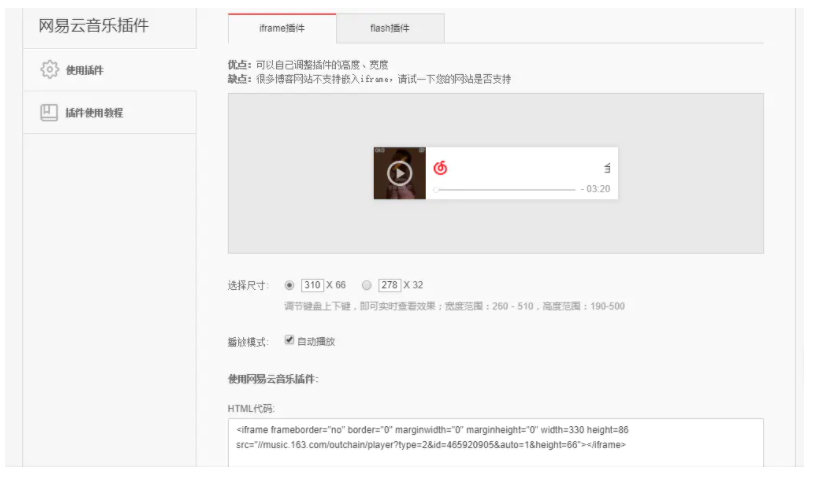 网易云音乐插件
iframe插件
flash插件
使用插件
优点：可以自己调整插件的高度、宽度
缺点：很多博客网站不支持嵌入iframe，请试一下您的网站是否支持
插件使用教程
- 03:20
选择尺寸: 310 X 66 278 X 32
调节键盘上下键，即可实时查看效果；宽度范围：260 - 510，高度范围：190-500
播放模式: 自动播放
使用网易云音乐插件:
HTML代码:
<iframe frameborder="no" border="0" marginwidth="0" marginheight="0" width=330 height=86
src="//music.163.com/outchain/player?type=2&id=465920905&auto=1&height=66"></iframe>